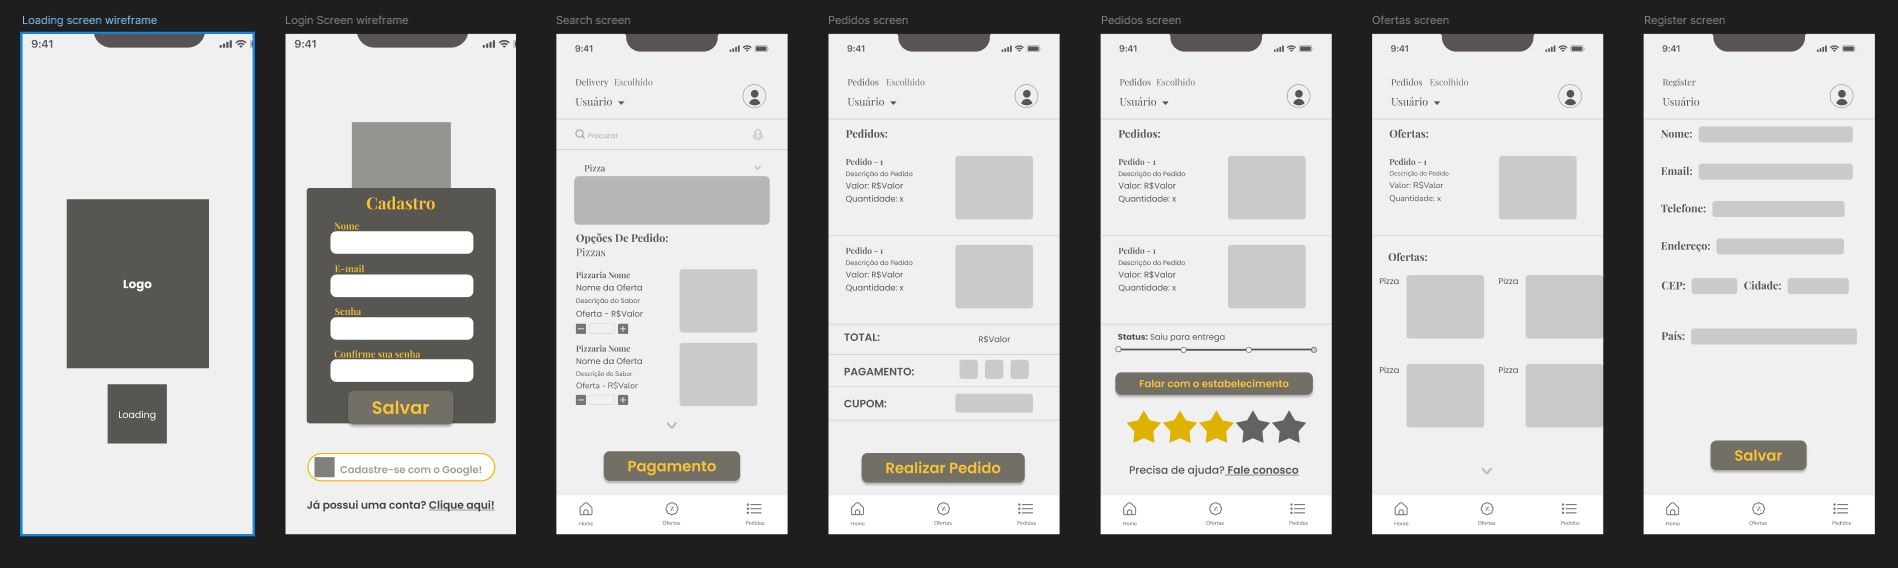 Loading screen wireframe
9:41
Logo
Loading
Login Screen wireframe
9:41
Cadastro
Nome
E-mail
Senha
Confirme sua senha
Salvar
Cadastre-se com o Google!
Já possui uma conta? Clique aqui!
Search screen
9:41
Delivery Escolhido
Usuário
Procurar
Pizza
Opções De Pedido:
Pizzas
Pizzaria Nome
Nome da Oferta
Descrição do Sabor
Oferta - R$Valor
Pizzaria Nome
Nome da Oferta
Descrição do Sabor
Oferta - R$Valor
Pagamento
Home
Ofertas
Pedidos
Pedidos screen
9:41
Pedidos Escolhido
Usuário
Pedidos:
Pedido - 1
Descrição do Pedido
Valor: R$Valor
Quantidade: x
Pedido - 1
Descrição do Pedido
Valor: R$Valor
Quantidade: x
TOTAL: R$Valor
PAGAMENTO:
CUPOM:
Realizar Pedido
Home
Ofertas
Pedidos
Pedidos screen
9:41
Pedidos Escolhido
Usuário
Pedidos:
Pedido - 1
Descrição do Pedido
Valor: R$Valor
Quantidade: x
Pedido - 1
Descrição do Pedido
Valor: R$Valor
Quantidade: x
Status: Saiu para entrega
Falar com o estabelecimento
Precisa de ajuda? Fale conosco
Home
Ofertas
Pedidos
Ofertas screen
9:41
Pedidos Escolhido
Usuário
Ofertas:
Pedido - 1
Descrição do Pedido
Valor: R$Valor
Quantidade: x
Ofertas:
Pizza
Pizza
Pizza
Pizza
Home
Ofertas
Pedidos
Register screen
9:41
Register
Usuário
Nome:
Email:
Telefone:
Endereço:
CEP: Cidade:
País:
Salvar
Home
Ofertas
Pedidos